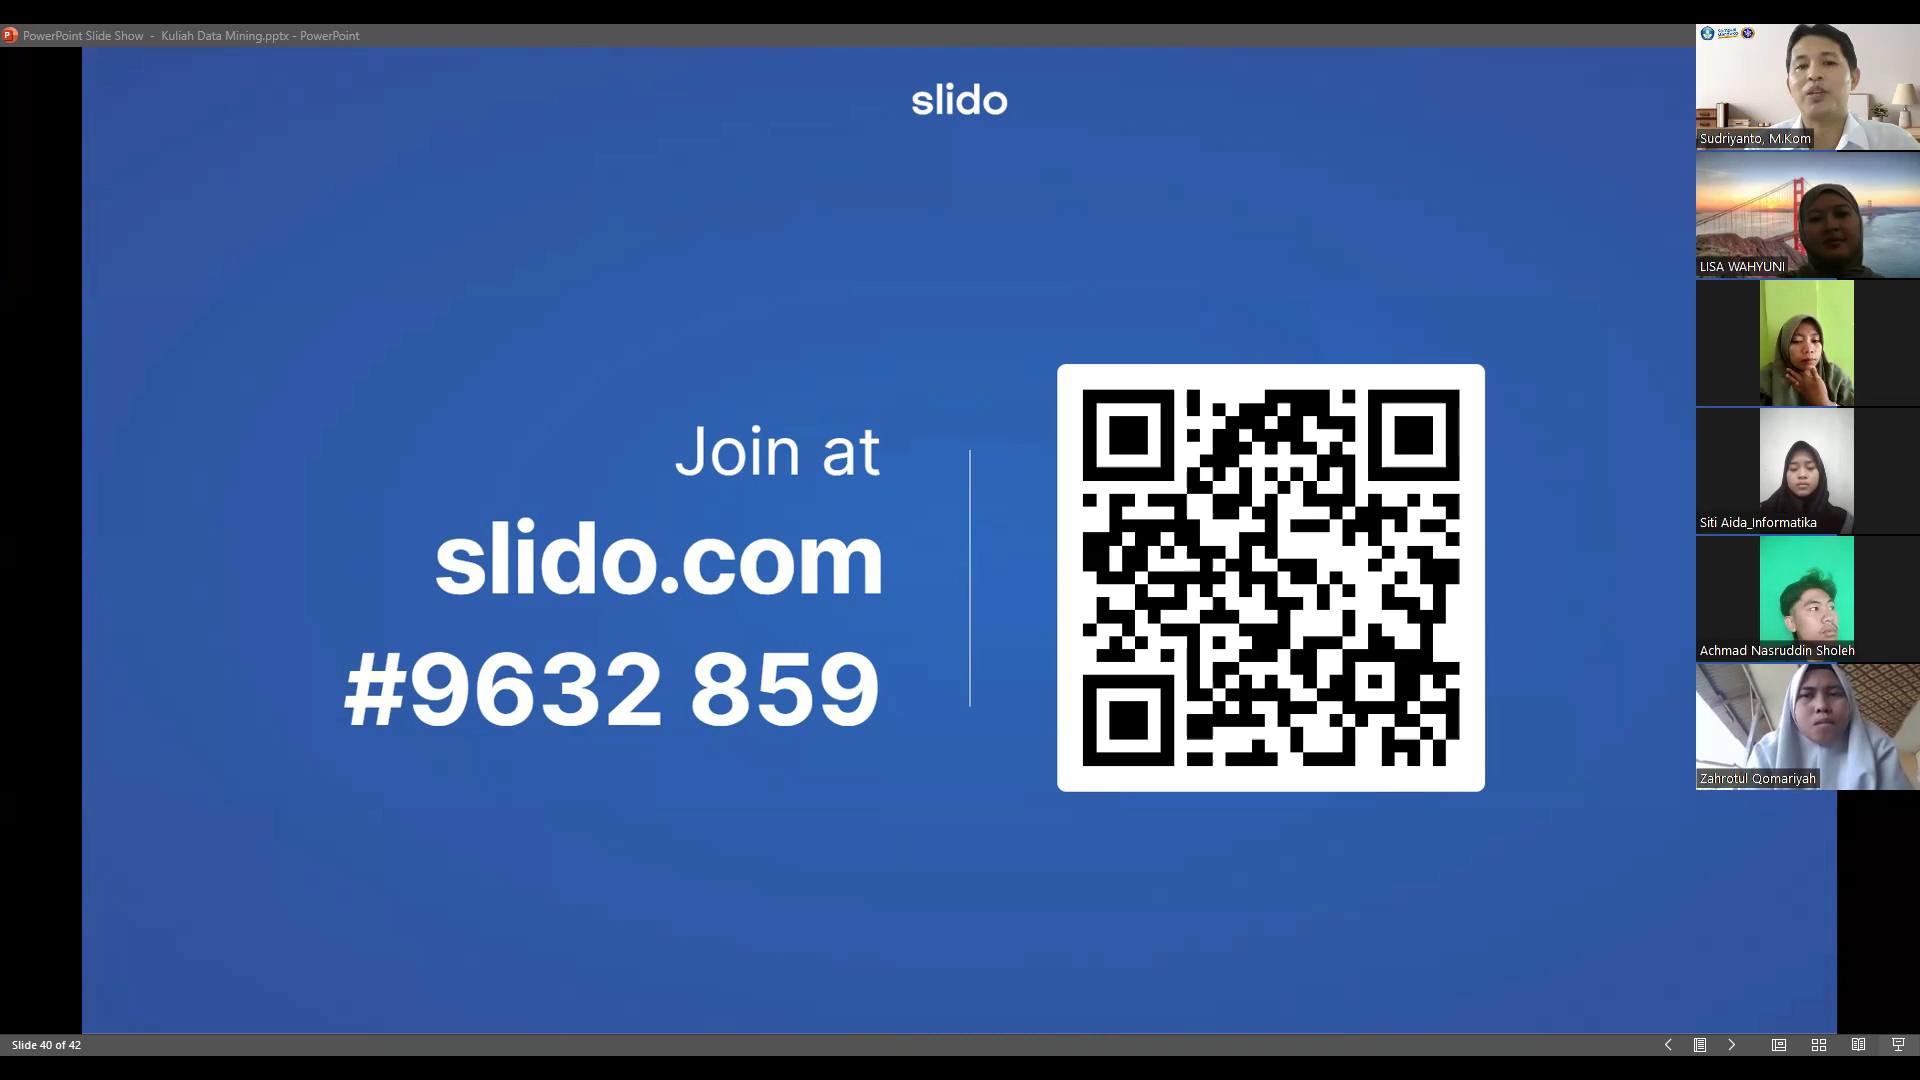 PowerPoint Slide Show - Kuliah Data Mining.pptx - PowerPoint
slido
Join at
slido.com
#9632 859
Sudriyanto, M.Kom
LISA WAHYUNI
Siti Aida_Informatika
Achmad Nasruddin Sholeh
Zahrotul Qomariyah
Slide 40 of 42